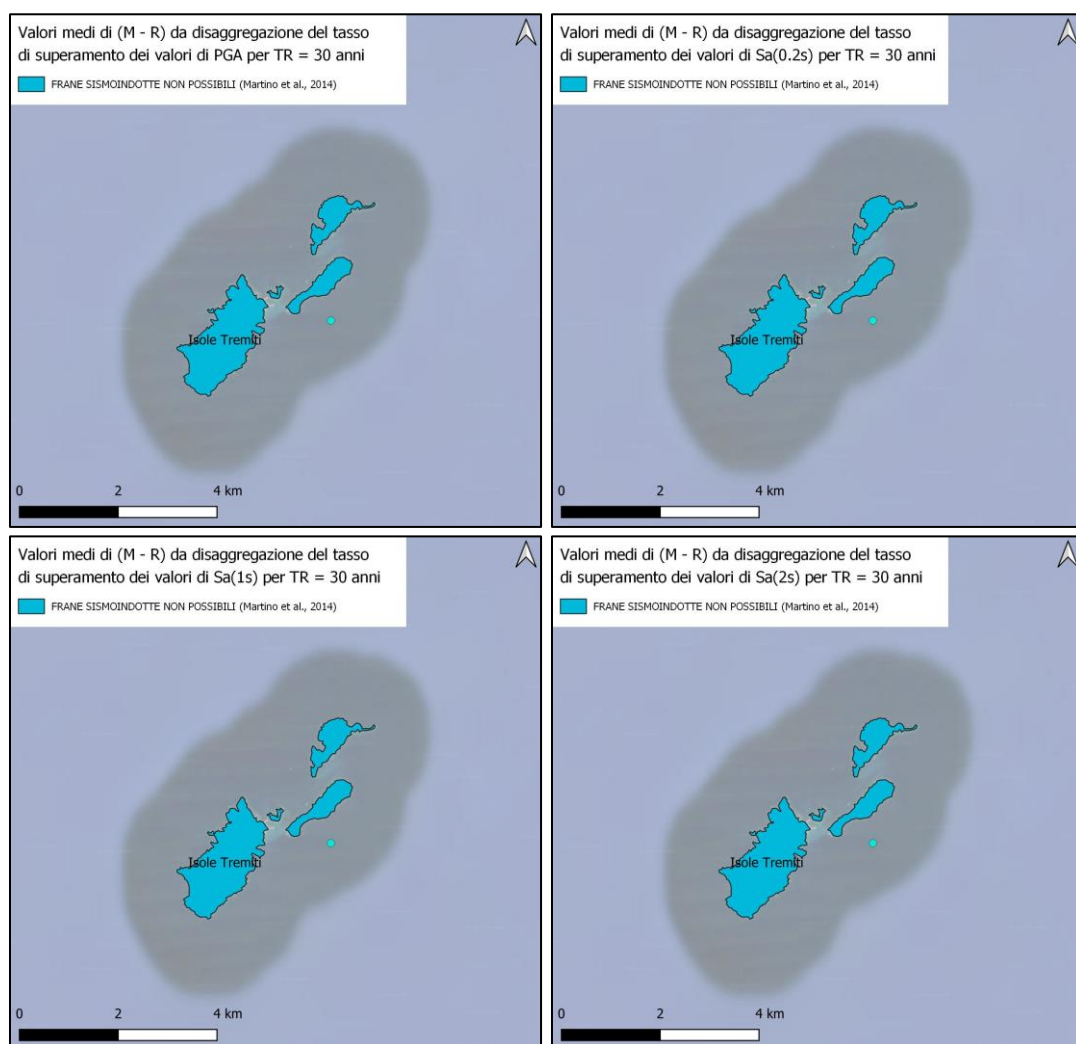 Valori medi di (M - R) da disaggregazione del tasso
di superamento dei valori di PGA per TR = 30 anni
FRANE SISMOINDOTTE NON POSSIBILI (Martino et al., 2014)
Isole Tremiti
0 2 4 km
Valori medi di (M - R) da disaggregazione del tasso
di superamento dei valori di Sa(0.2s) per TR = 30 anni
FRANE SISMOINDOTTE NON POSSIBILI (Martino et al., 2014)
Isole Tremiti
0 2 4 km
Valori medi di (M - R) da disaggregazione del tasso
di superamento dei valori di Sa(1s) per TR = 30 anni
FRANE SISMOINDOTTE NON POSSIBILI (Martino et al., 2014)
Isole Tremiti
0 2 4 km
Valori medi di (M - R) da disaggregazione del tasso
di superamento dei valori di Sa(2s) per TR = 30 anni
FRANE SISMOINDOTTE NON POSSIBILI (Martino et al., 2014)
Isole Tremiti
0 2 4 km